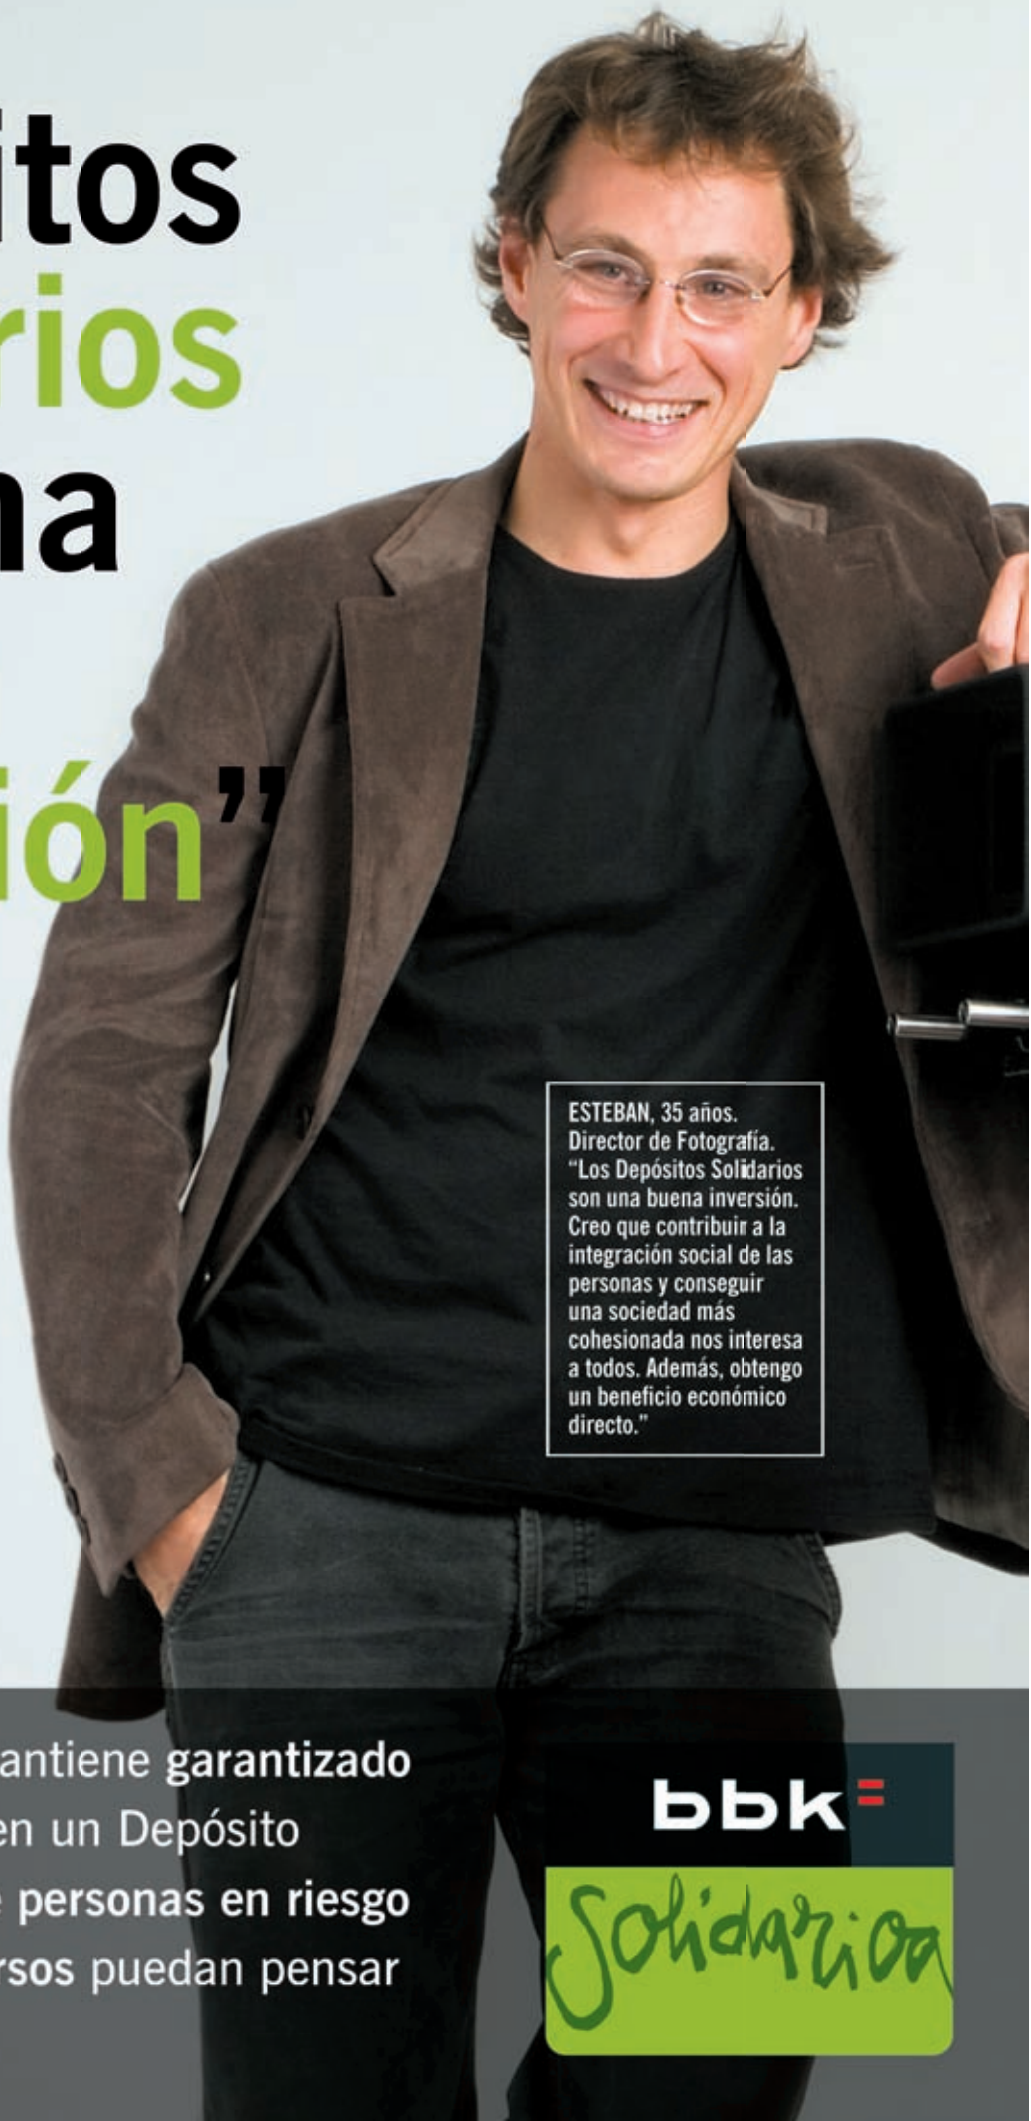 itos
rios
na
ión”
ESTEBAN, 35 años.
Director de Fotografía.
“Los Depósitos Solidarios
son una buena inversión.
Creo que contribuir a la
integración social de las
personas y conseguir
una sociedad más
cohesionada nos interesa
a todos. Además, obtengo
un beneficio económico
directo.”
antiene garantizado
en un Depósito
e personas en riesgo
rsos puedan pensar
bbk
Solidarioa